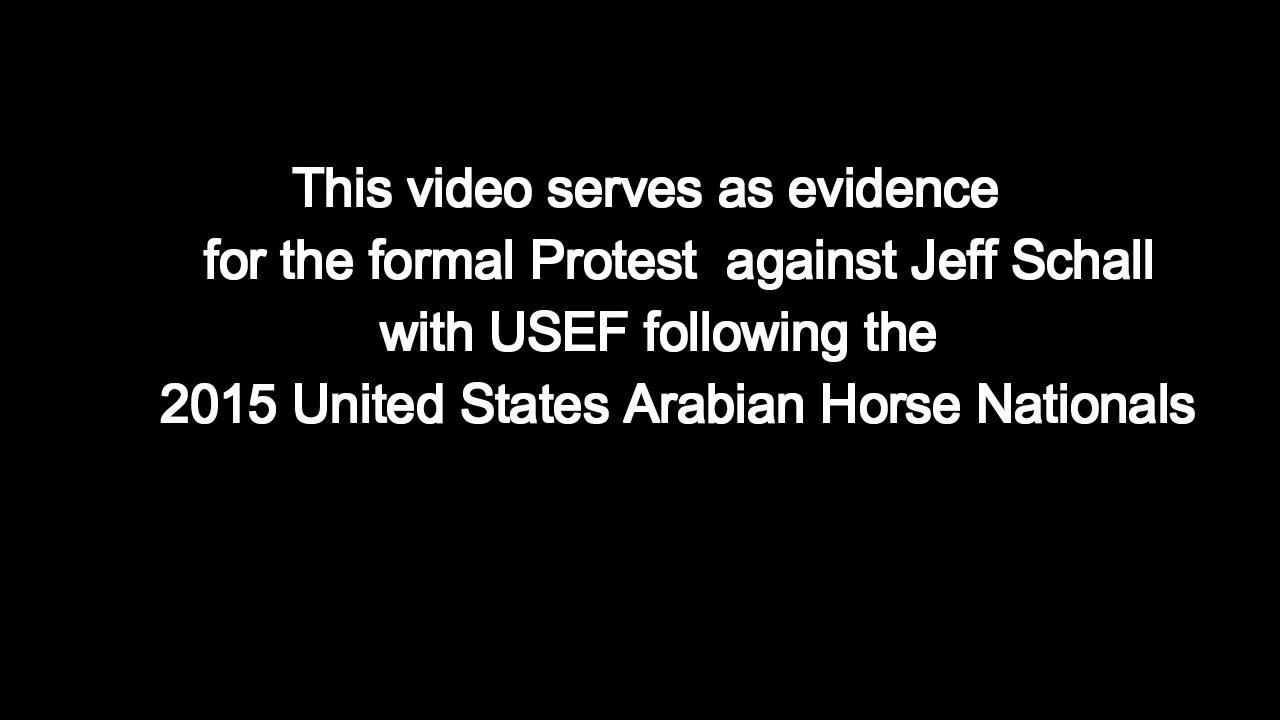 This video serves as evidence
for the formal Protest  against Jeff Schall
with USEF following the
2015 United States Arabian Horse Nationals